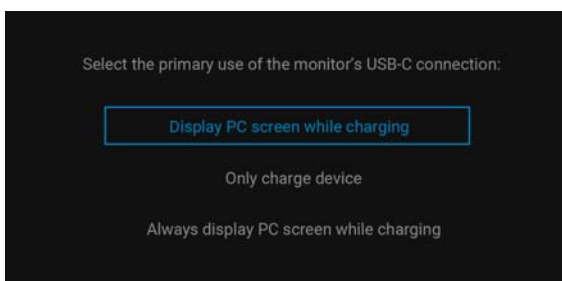 Select the primary use of the monitor's USB-C connection:
Display PC screen while charging
Only charge device
Always display PC screen while charging